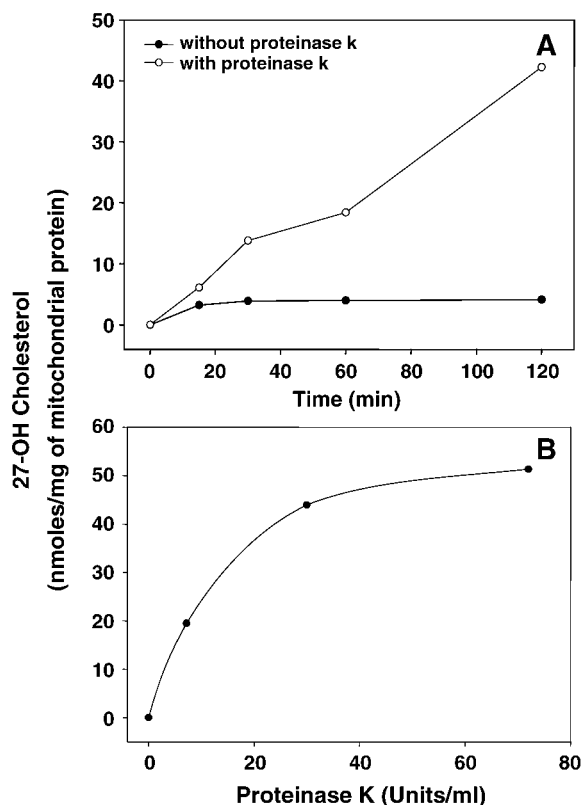 27-OH Cholesterol
(nmoles/mg of mitochondrial protein)
A
without proteinase k
with proteinase k
50
40
30
20
10
0
0 20 40 60 80 100 120
Time (min)
B
60
50
40
30
20
10
0
0 20 40 60 80
Proteinase K (Units/ml)